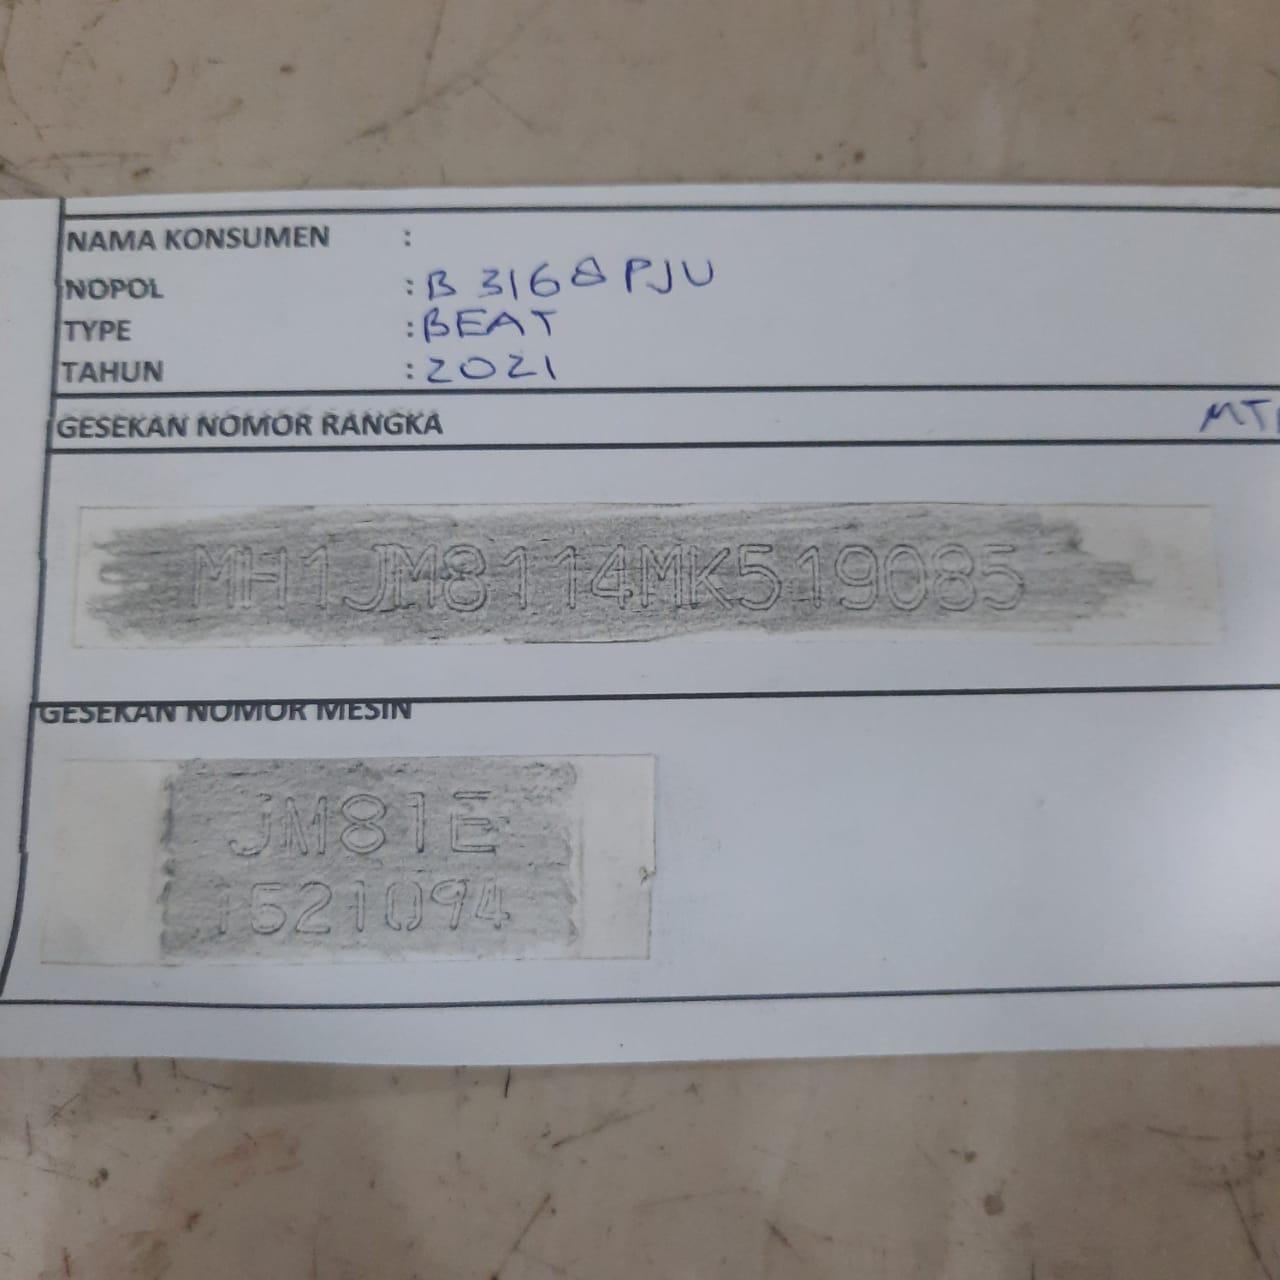 NAMA KONSUMEN :
NOPOL : B 3168 PJU
TYPE : BEAT
TAHUN : 2021
GESEKAN NOMOR RANGKA
MH1JM8114MK519085
GESEKAN NOMOR MESIN
JM81E
1521094